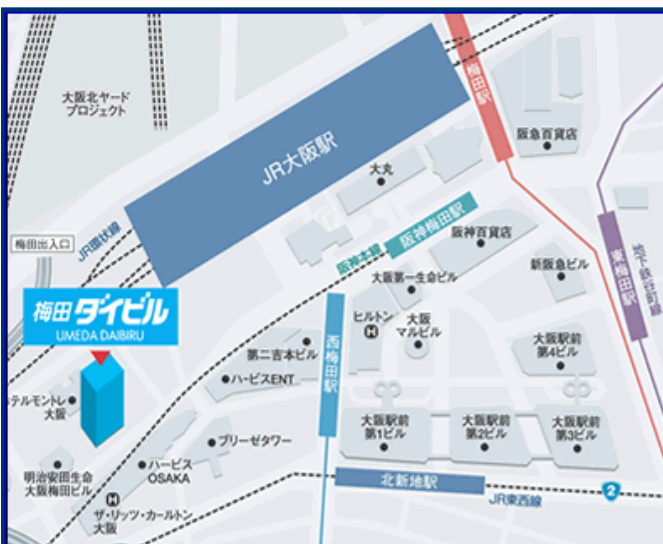 大阪北ヤード
プロジェクト
梅田駅
JR大阪駅
阪急百貨店
大丸
JR環状線
梅田出入口
阪神本線
阪神梅田駅
阪神百貨店
東梅田駅
地下鉄谷町線
新阪急ビル
大阪第一生命ビル
梅田ダイビル
UMEDA DAIBIRU
ヒルトン
H
大阪
マルビル
西梅田駅
第二吉本ビル
大阪駅前
第4ビル
ハービスENT
テルモントレ
大阪
大阪駅前
第1ビル
大阪駅前
第2ビル
大阪駅前
第3ビル
ブリーゼタワー
ハービス
OSAKA
明治安田生命
大阪梅田ビル
北新地駅
JR東西線
2
H
ザ・リッツ・カールトン
大阪